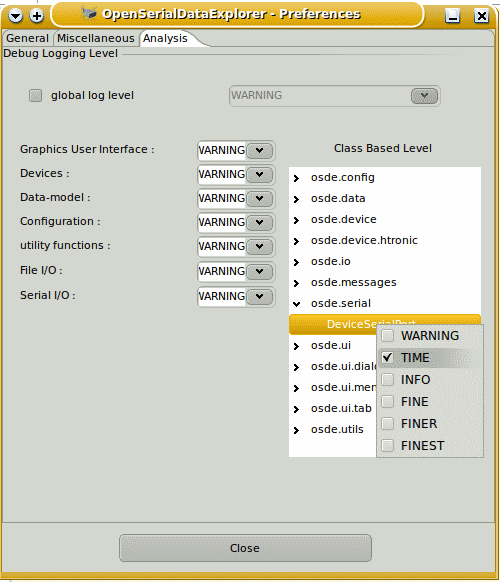 OpenSerialDataExplorer - Preferences
General Miscellaneous Analysis
Debug Logging Level
global log level WARNING
Graphics User Interface : WARNING
Devices : WARNING
Data-model : WARNING
Configuration : WARNING
utility functions : WARNING
File I/O : WARNING
Serial I/O : WARNING
Class Based Level
osde.config
osde.data
osde.device
osde.device.htronic
osde.io
osde.messages
osde.serial
DeviceSerialPort
osde.ui
osde.ui.dialo
osde.ui.men
osde.ui.tab
osde.utils
WARNING
TIME
INFO
FINE
FINER
FINEST
Close